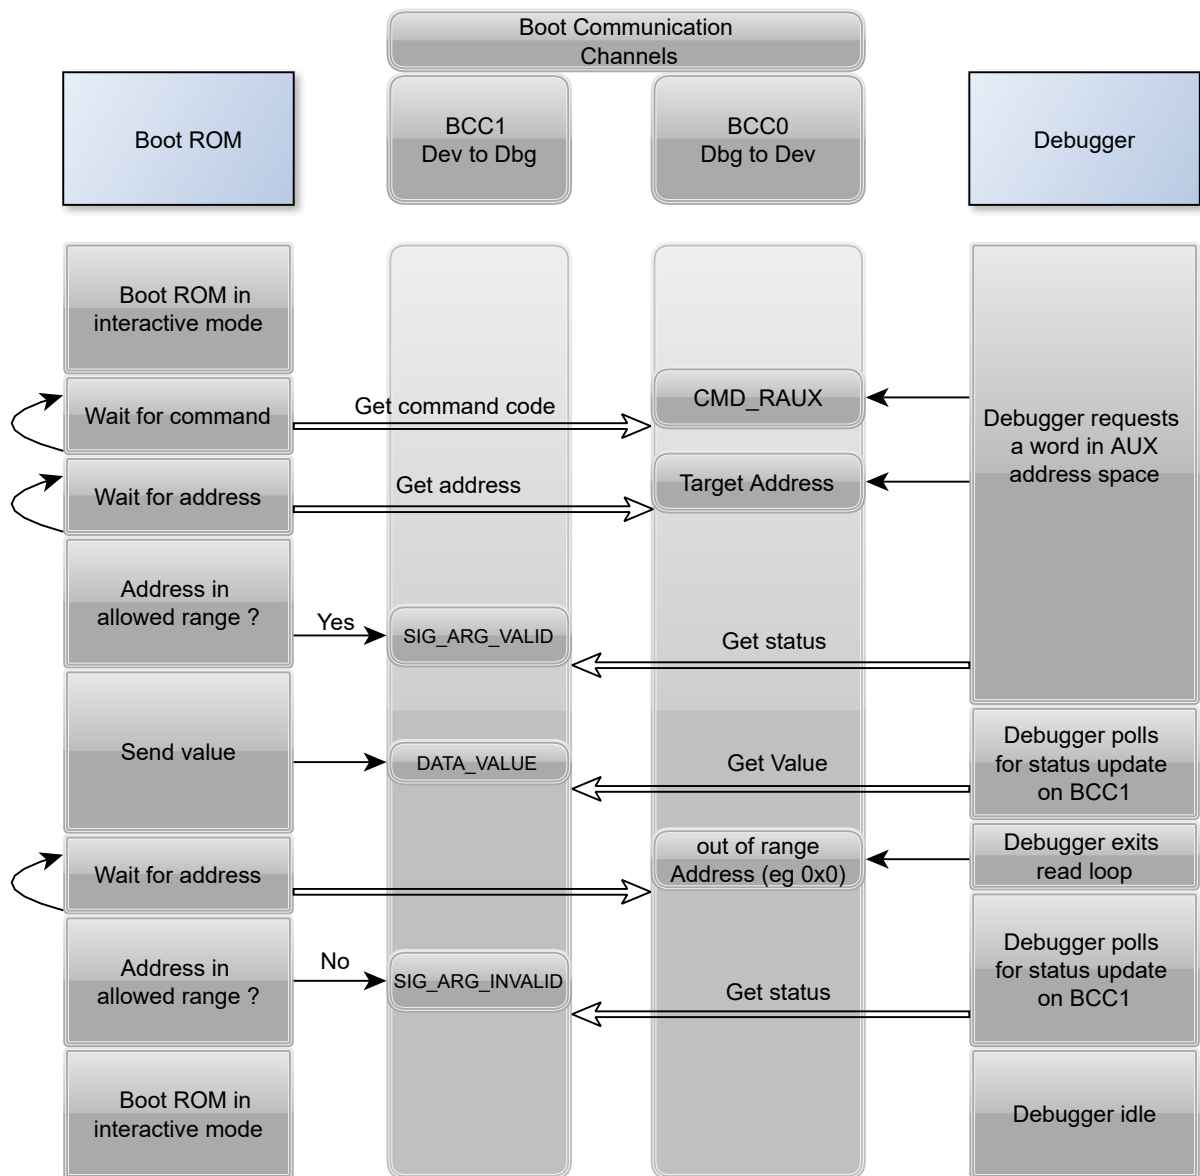 Boot Communication
Channels
Boot ROM
BCC1
Dev to Dbg
BCC0
Dbg to Dev
Debugger
Boot ROM in
interactive mode
Wait for command
Get command code
CMD_RAUX
Debugger requests
a word in AUX
address space
Wait for address
Get address
Target Address
Address in
allowed range ?
Yes
SIG_ARG_VALID
Get status
Send value
DATA_VALUE
Get Value
Debugger polls
for status update
on BCC1
Wait for address
out of range
Address (eg 0x0)
Debugger exits
read loop
Address in
allowed range ?
No
SIG_ARG_INVALID
Get status
Debugger polls
for status update
on BCC1
Boot ROM in
interactive mode
Debugger idle